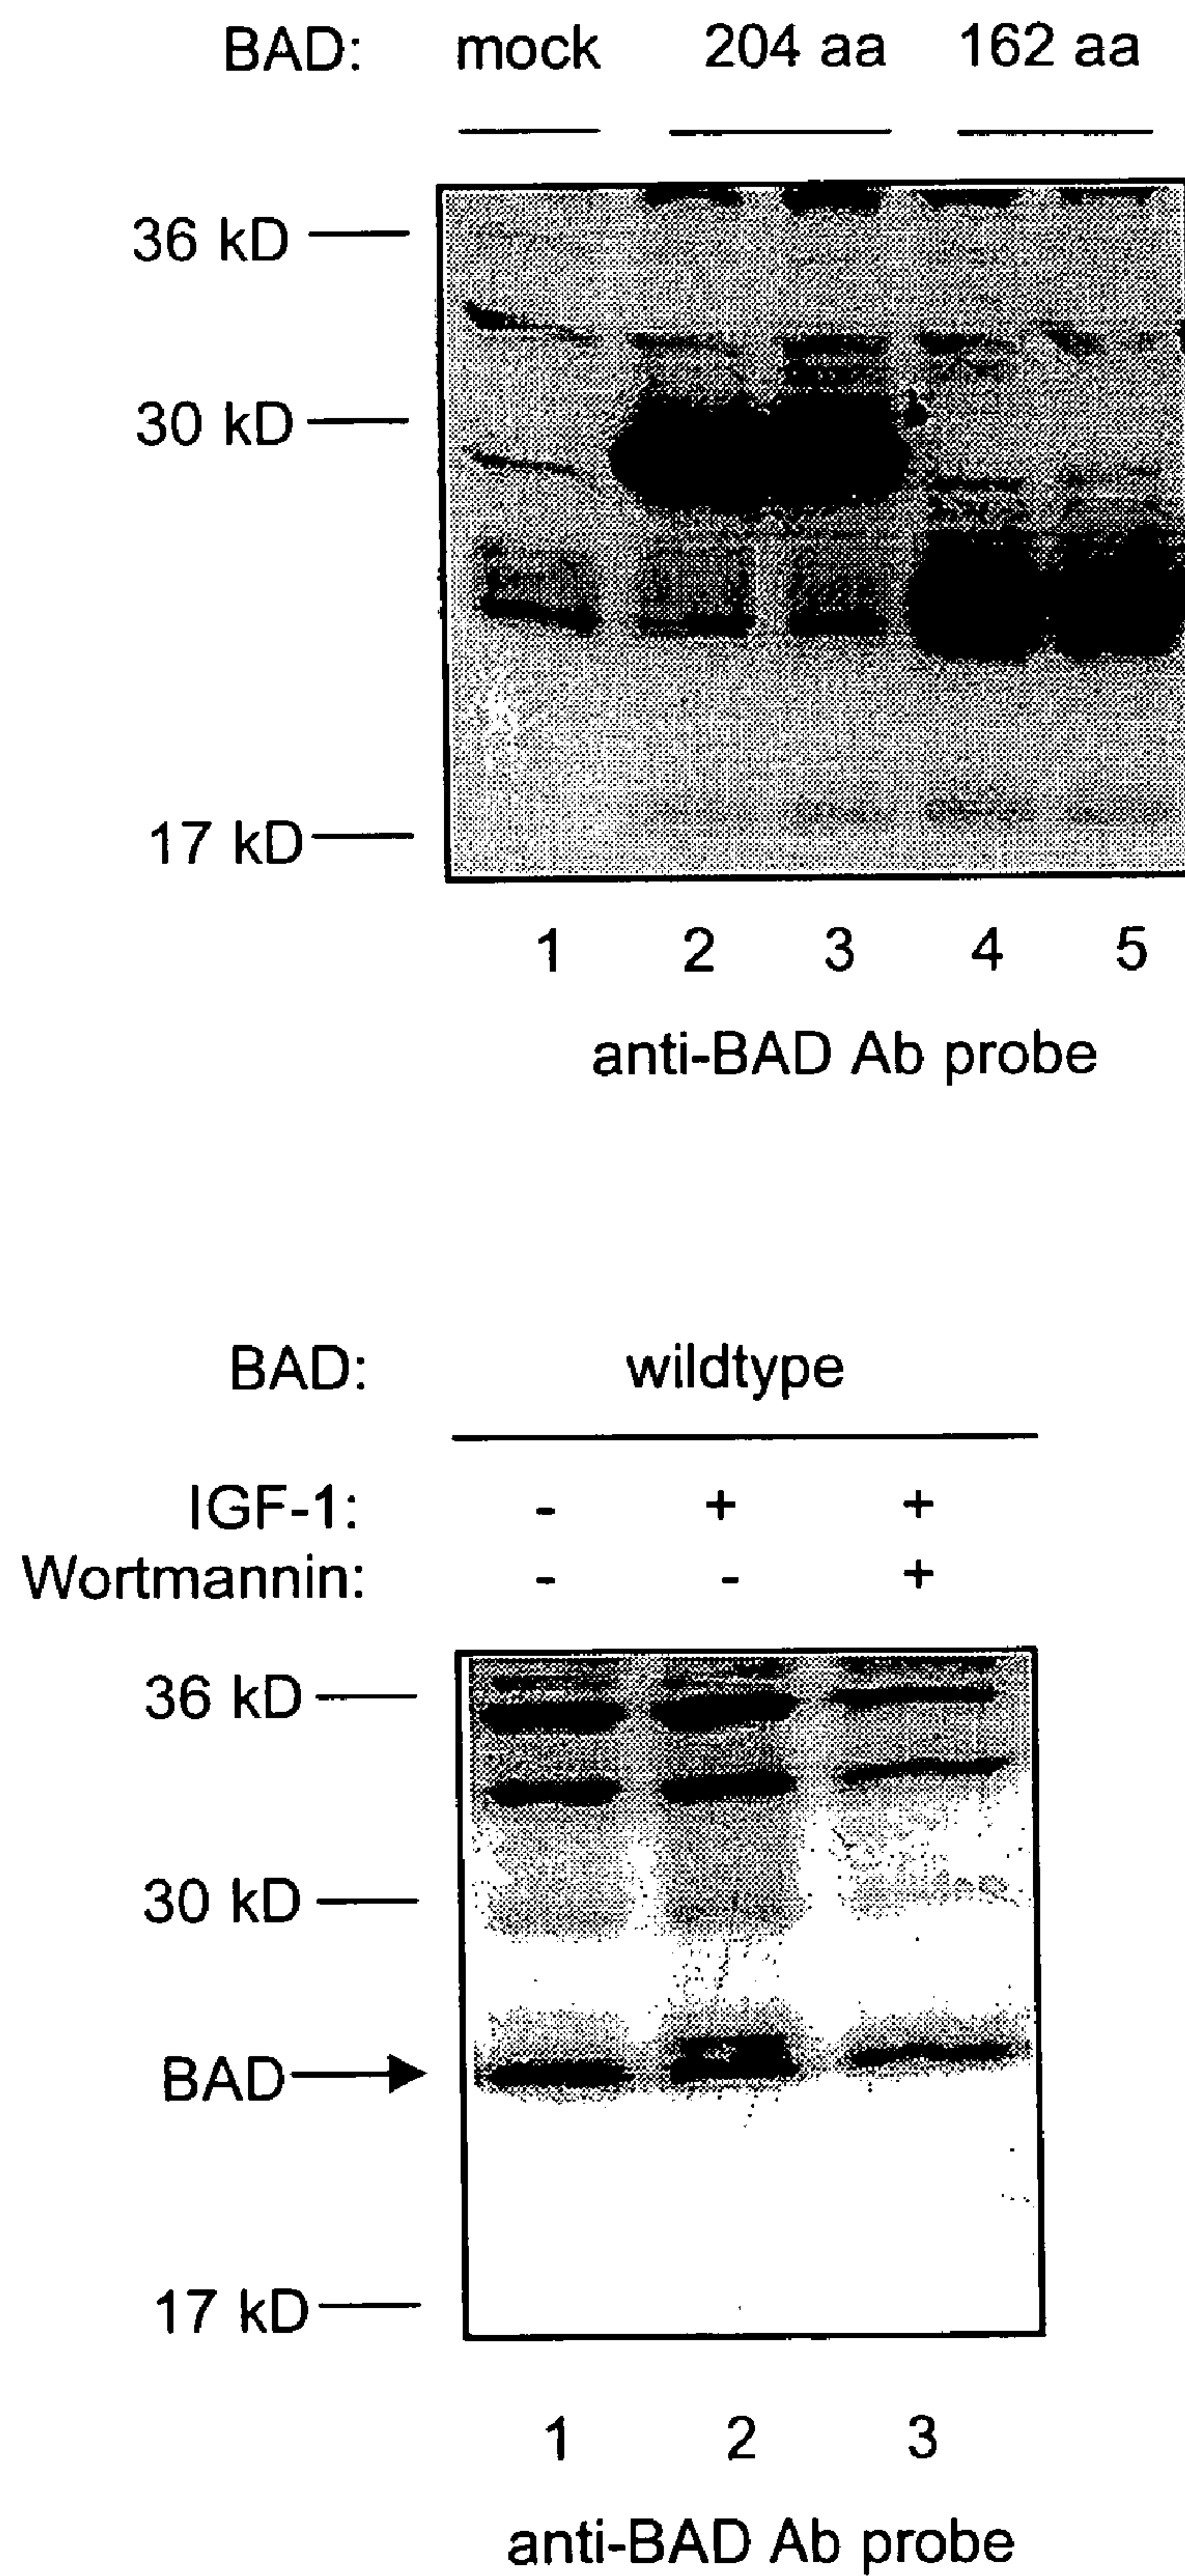 BAD: mock 204 aa 162 aa
36 kD
30 kD
17 kD
1 2 3 4 5
anti-BAD Ab probe
BAD: wildtype
IGF-1: - + +
Wortmannin: - - +
36 kD
30 kD
BAD
17 kD
1 2 3
anti-BAD Ab probe